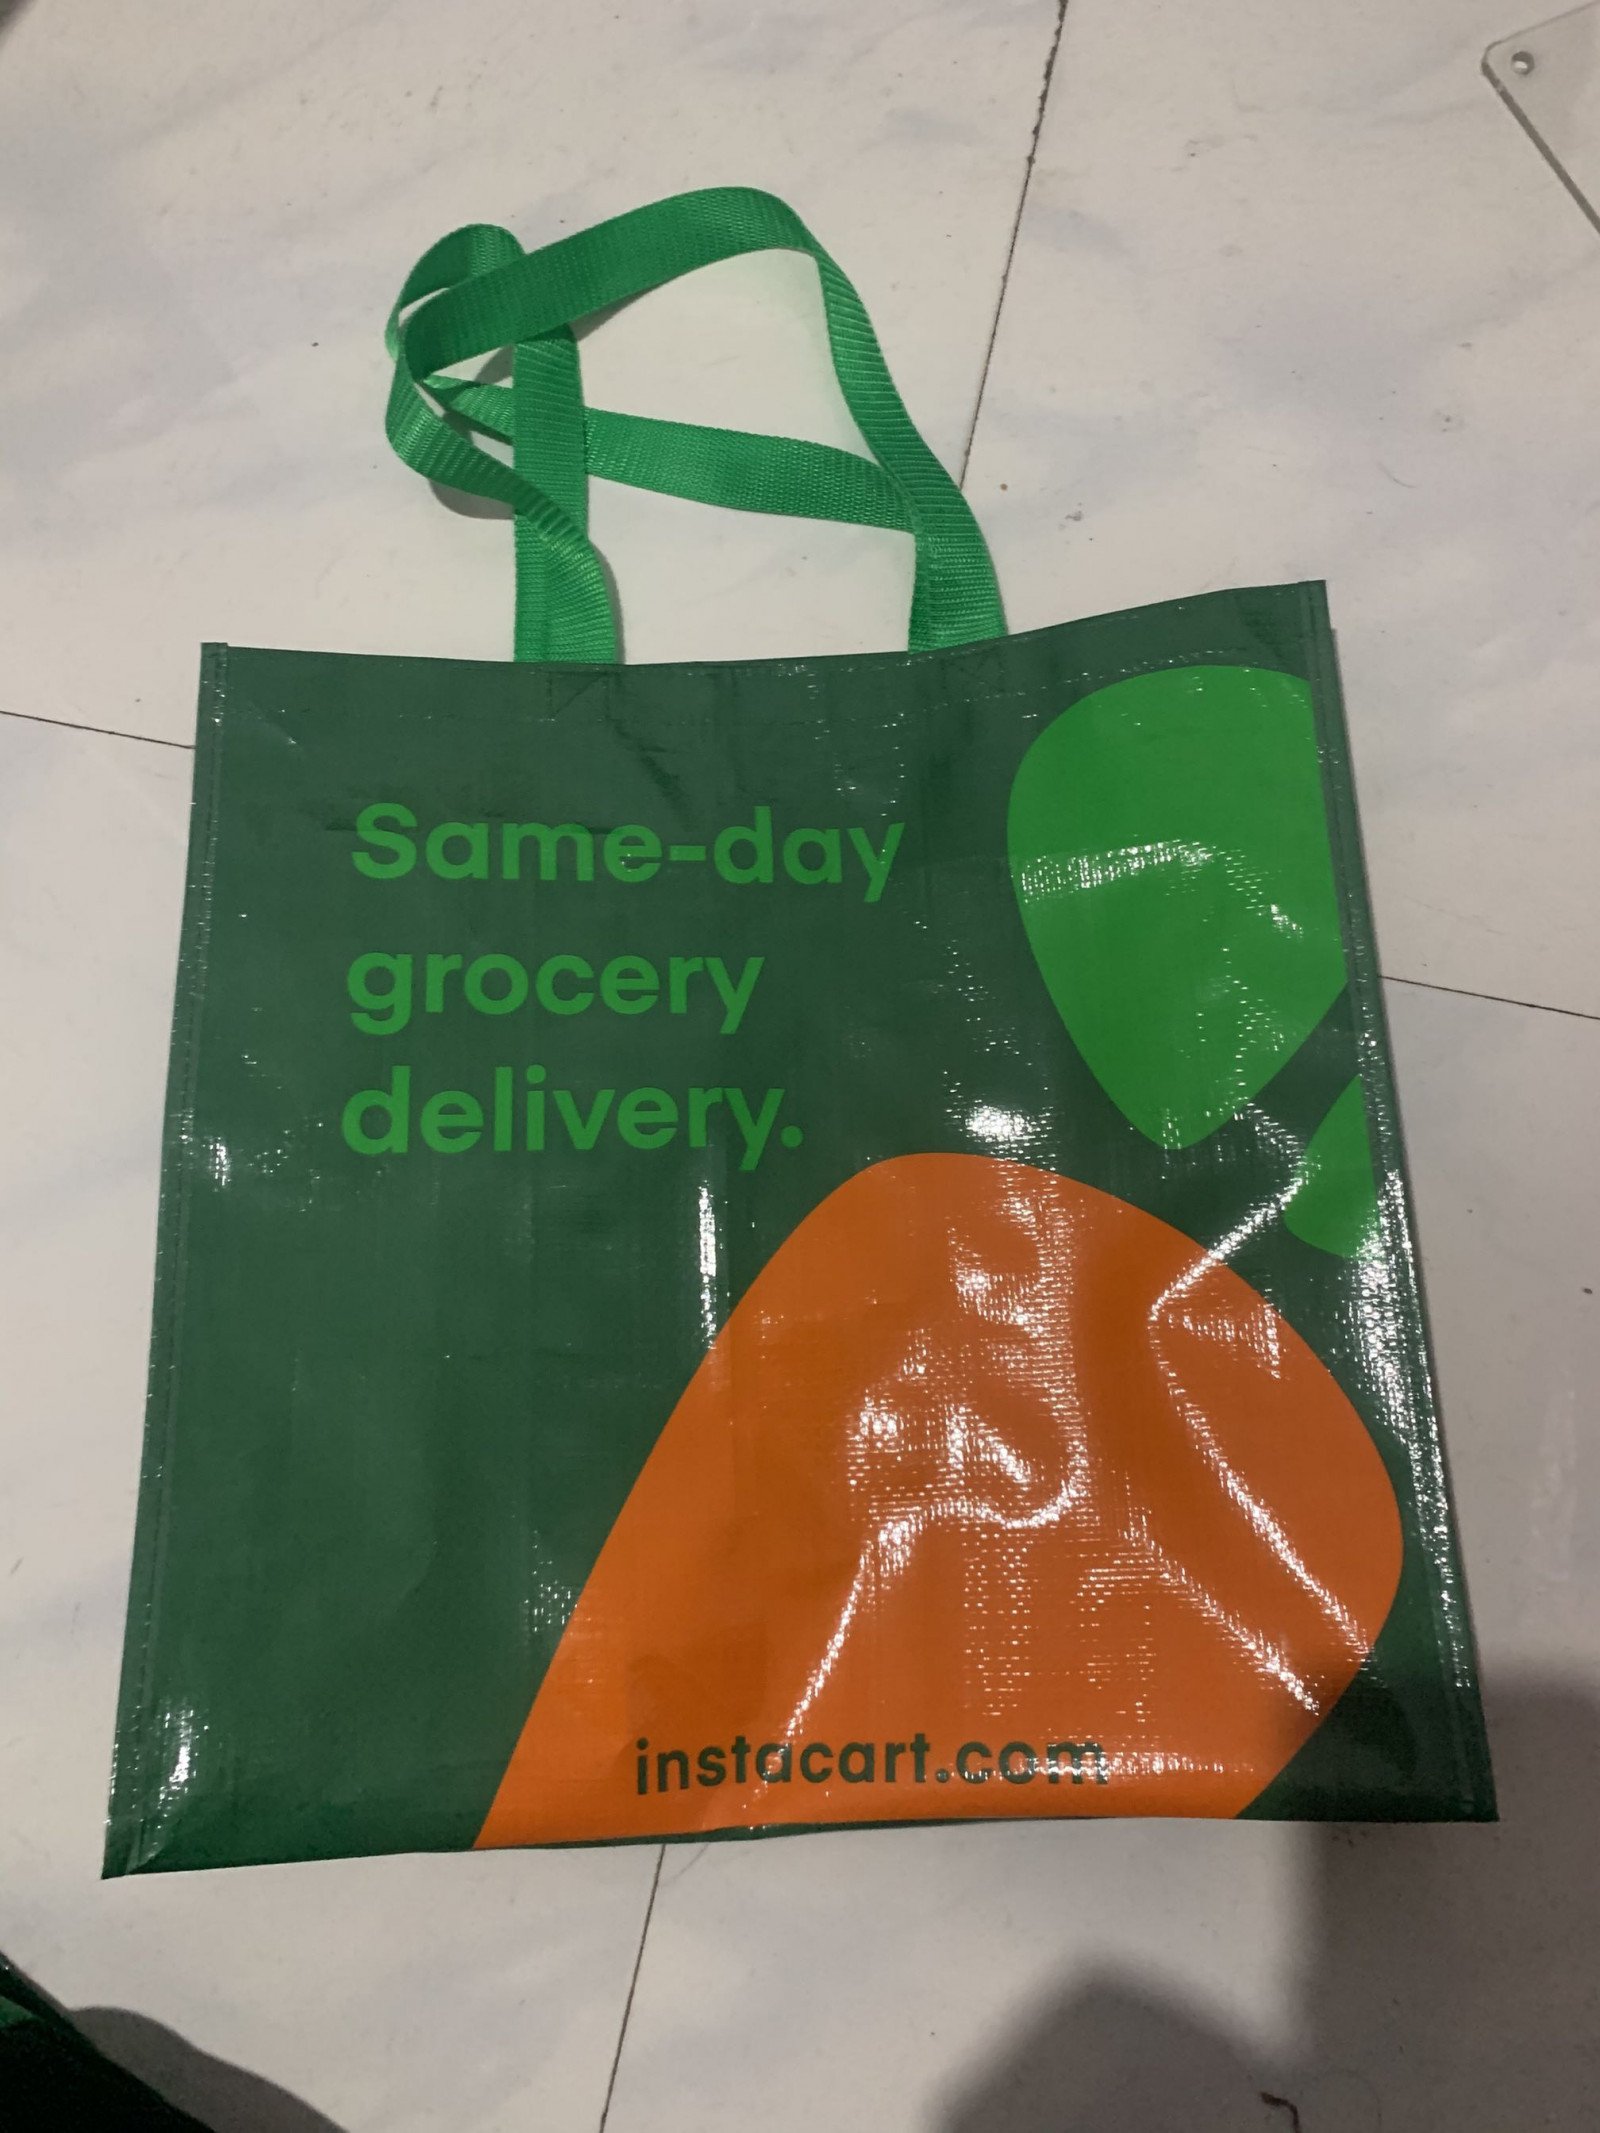 Same-day
grocery
delivery.
instacart.com